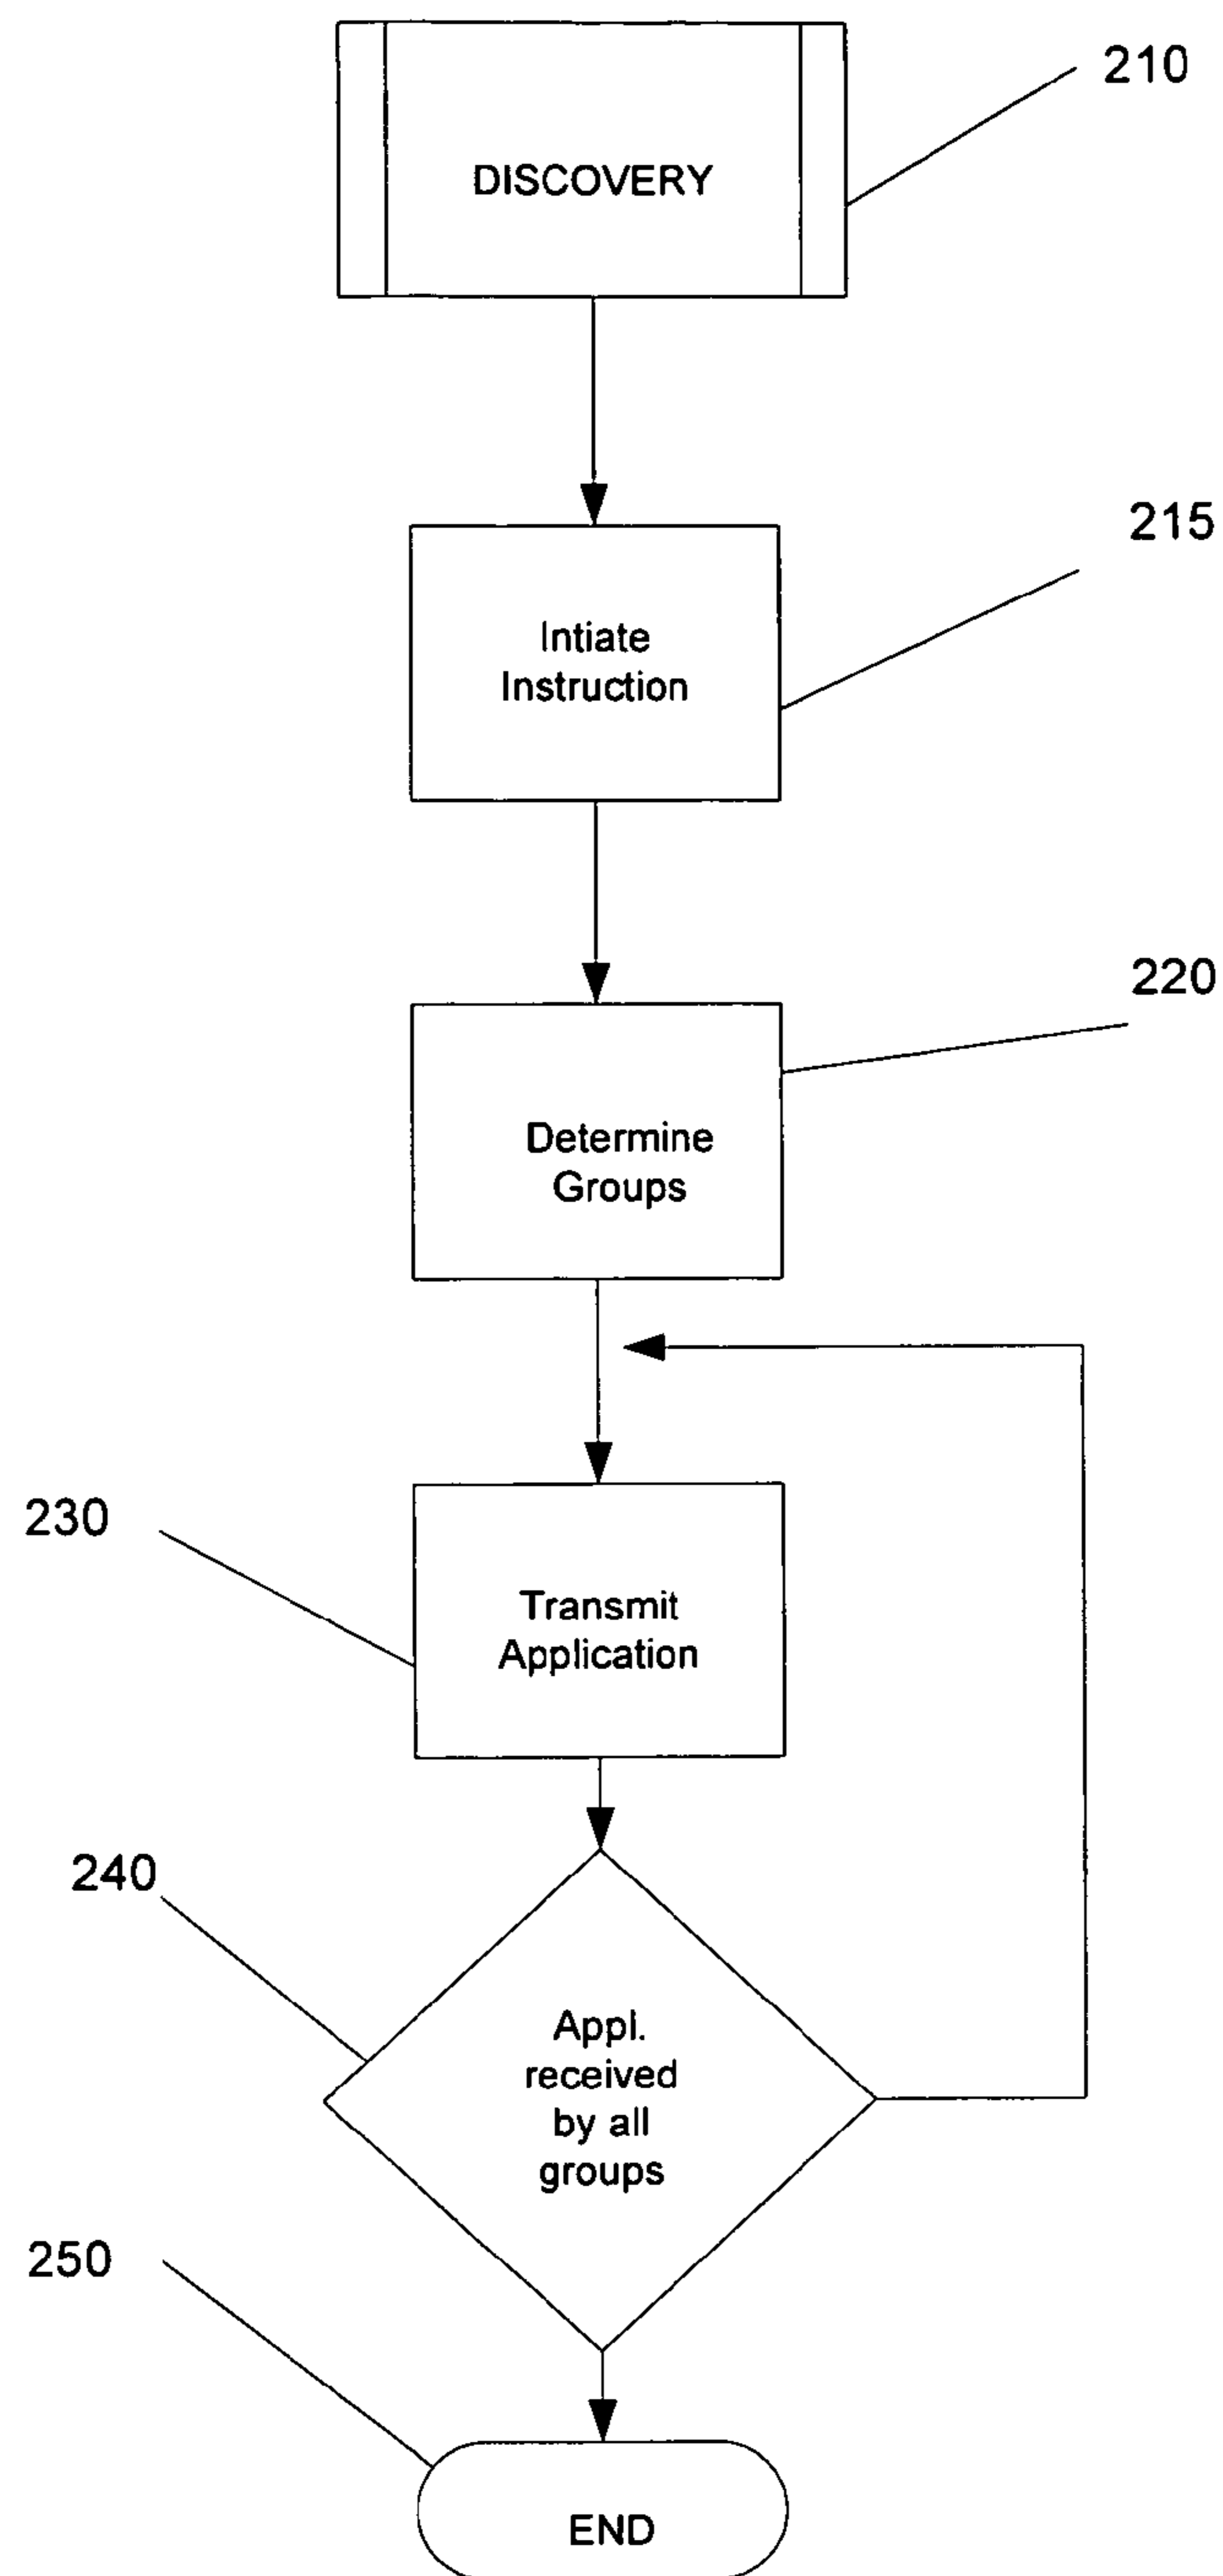 210
DISCOVERY
215
Intiate
Instruction
220
Determine
Groups
230
Transmit
Application
240
Appl.
received
by all
groups
250
END